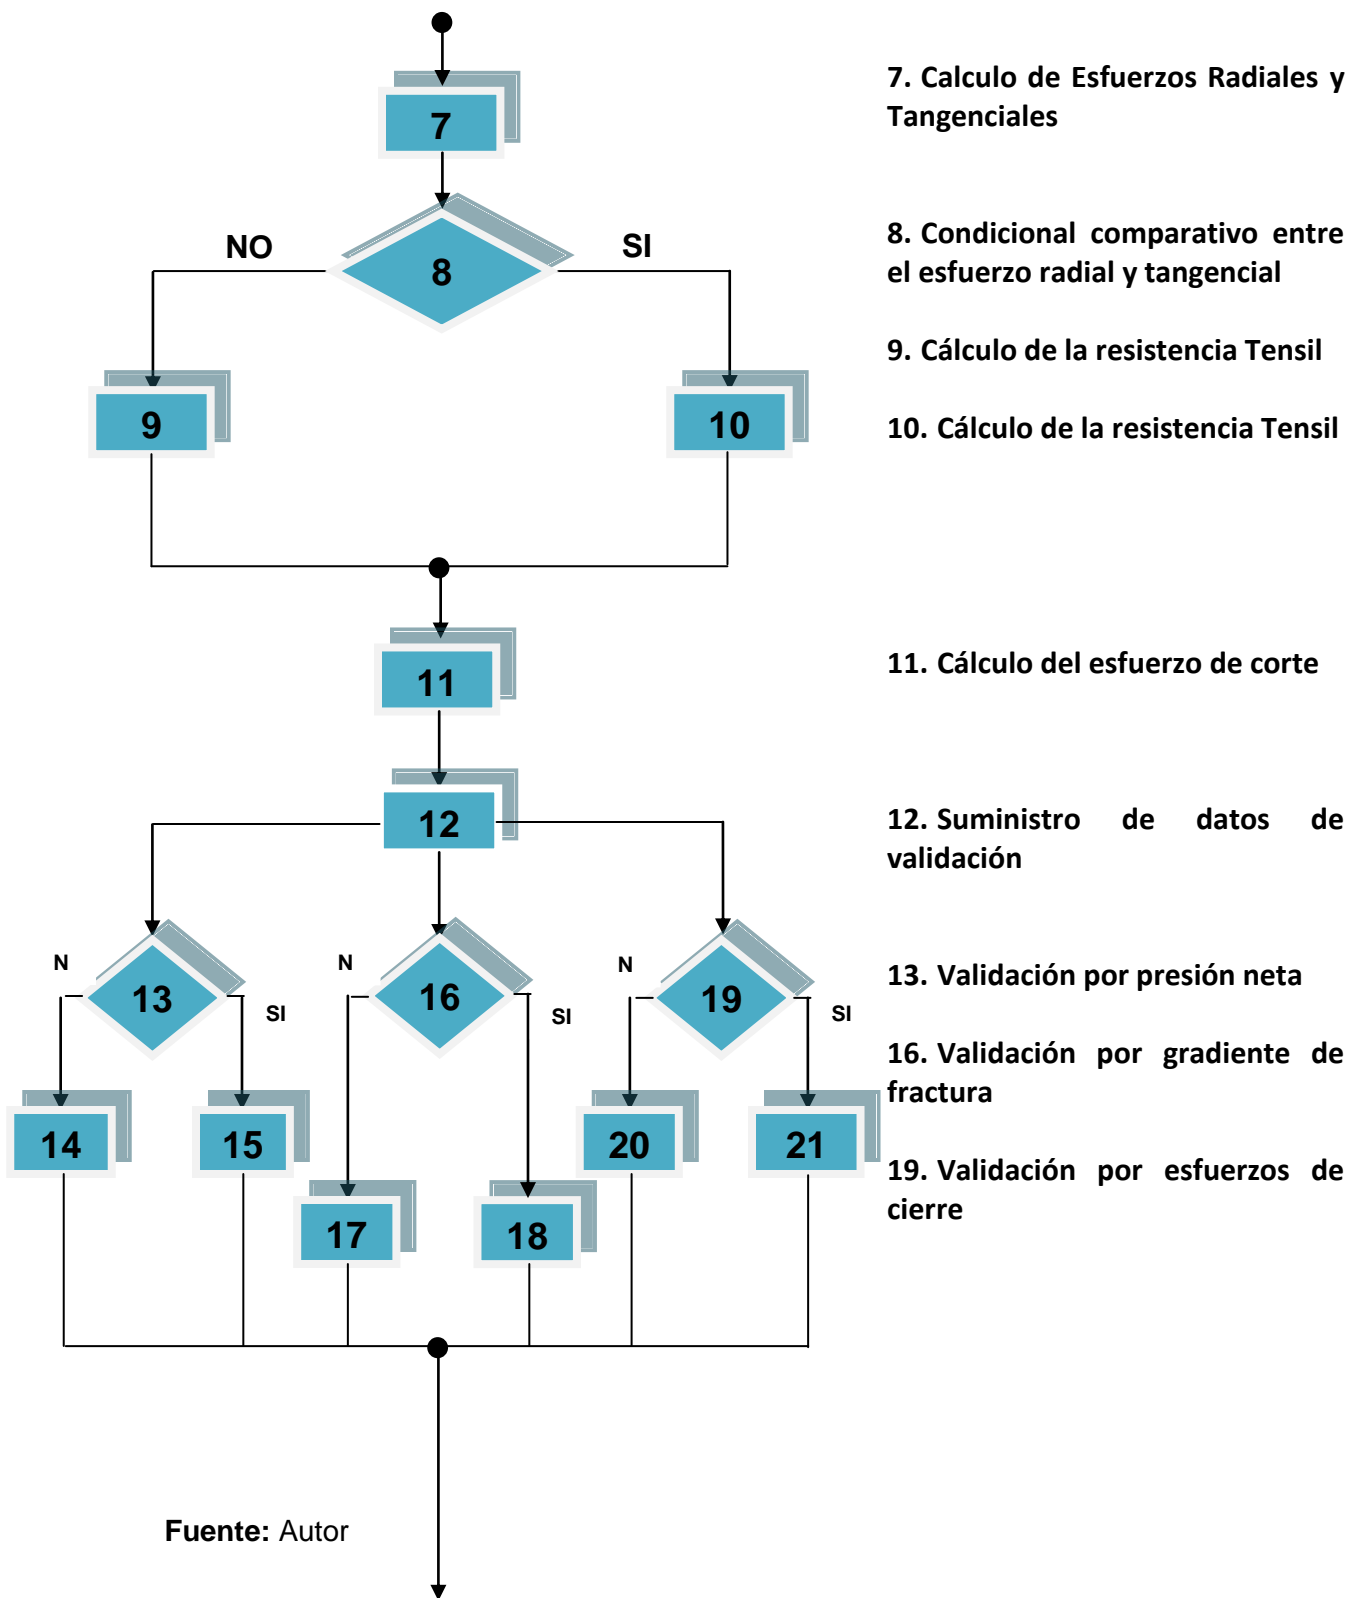 7
8
NO
SI
9
10
11
12
13
N
SI
16
N
SI
19
N
SI
14
15
20
21
17
18
7. Calculo de Esfuerzos Radiales y
Tangenciales
8. Condicional comparativo entre
el esfuerzo radial y tangencial
9. Cálculo de la resistencia Tensil
10. Cálculo de la resistencia Tensil
11. Cálculo del esfuerzo de corte
12. Suministro de datos de
validación
13. Validación por presión neta
16. Validación por gradiente de
fractura
19. Validación por esfuerzos de
cierre
Fuente: Autor